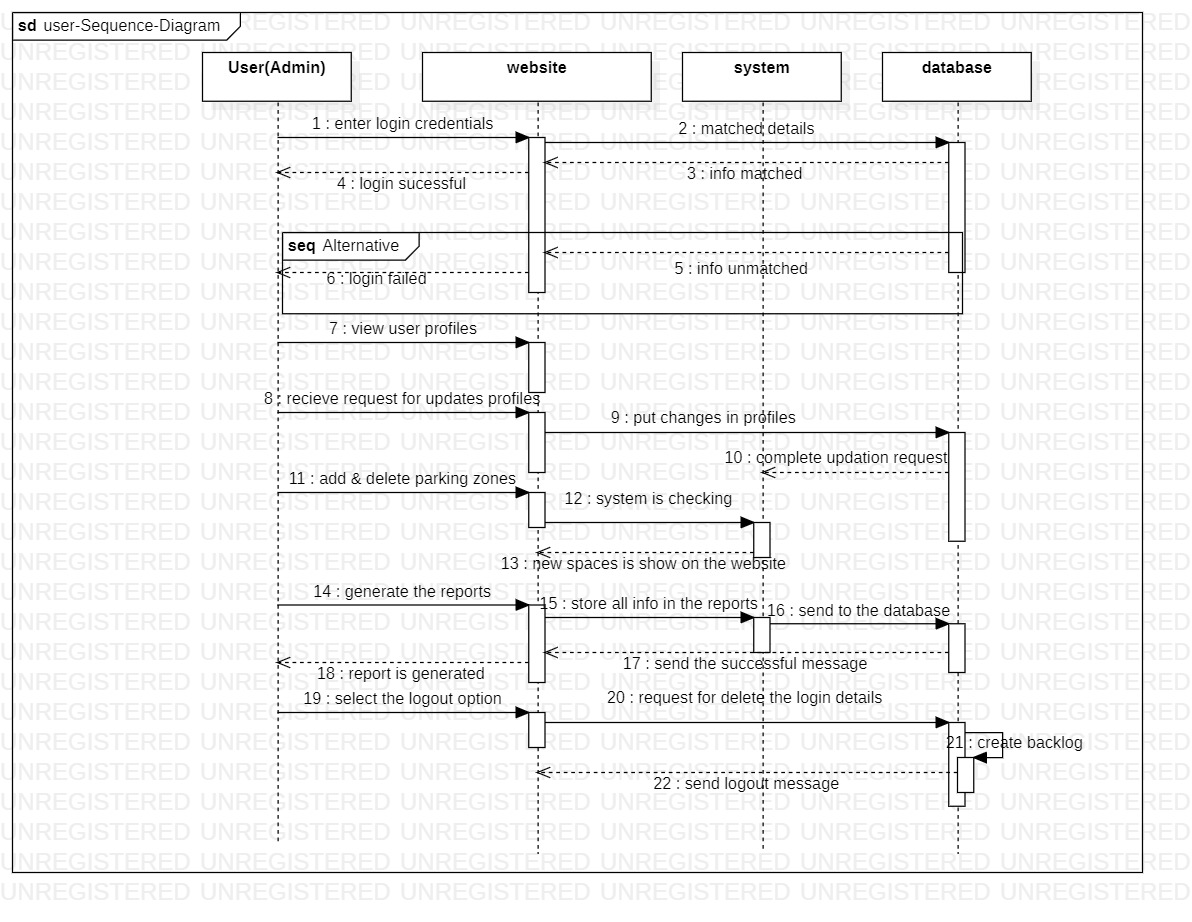 sd user-Sequence-Diagram
User(Admin)
website
system
database
1 : enter login credentials
2 : matched details
3 : info matched
4 : login sucessful
seq Alternative
5 : info unmatched
6 : login failed
7 : view user profiles
8 : recieve request for updates profiles
9 : put changes in profiles
10 : complete updation request
11 : add & delete parking zones
12 : system is checking
13 : new spaces is show on the website
14 : generate the reports
15 : store all info in the reports
16 : send to the database
17 : send the successful message
18 : report is generated
19 : select the logout option
20 : request for delete the login details
21 : create backlog
22 : send logout message
UNREGISTERED